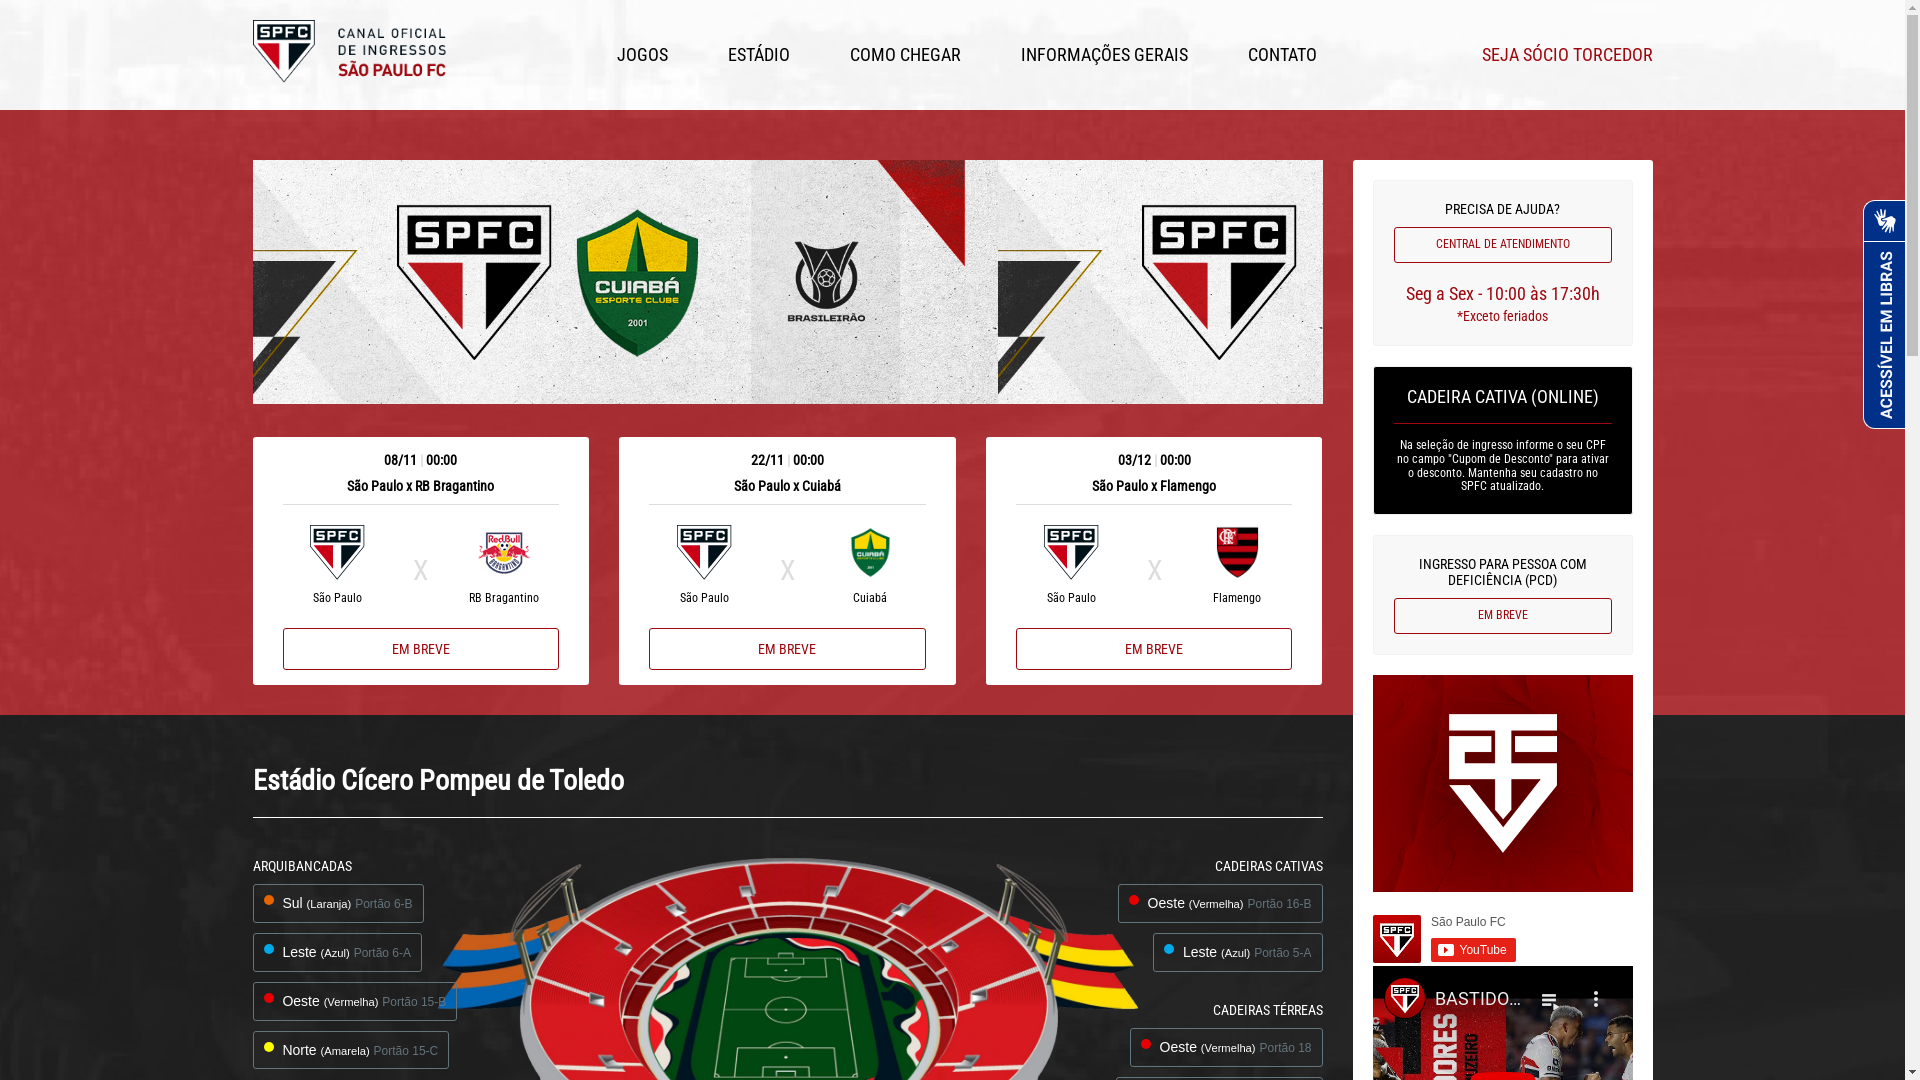 SPFC
CANAL OFICIAL
DE INGRESSOS
SÃO PAULO FC
JOGOS
ESTÁDIO
COMO CHEGAR
INFORMAÇÕES GERAIS
CONTATO
SEJA SÓCIO TORCEDOR
SPFC
CUIABÁ
ESPORTE CLUBE
2001
BRASILEIRÃO
SPFC
08/11 | 00:00
São Paulo x RB Bragantino
SPFC
X
RedBull
BRAGANTINO
São Paulo
RB Bragantino
EM BREVE
22/11 | 00:00
São Paulo x Cuiabá
SPFC
X
CUIABÁ
São Paulo
Cuiabá
EM BREVE
03/12 | 00:00
São Paulo x Flamengo
SPFC
X
São Paulo
Flamengo
EM BREVE
PRECISA DE AJUDA?
CENTRAL DE ATENDIMENTO
Seg a Sex - 10:00 às 17:30h
*Exceto feriados
CADEIRA CATIVA (ONLINE)
Na seleção de ingresso informe o seu CPF
no campo "Cupom de Desconto" para ativar
o desconto. Mantenha seu cadastro no
SPFC atualizado.
INGRESSO PARA PESSOA COM
DEFICIÊNCIA (PCD)
EM BREVE
ACESSÍVEL EM LIBRAS
Estádio Cícero Pompeu de Toledo
ARQUIBANCADAS
Sul (Laranja) Portão 6-B
Leste (Azul) Portão 6-A
Oeste (Vermelha) Portão 15-B
Norte (Amarela) Portão 15-C
CADEIRAS CATIVAS
Oeste (Vermelha) Portão 16-B
Leste (Azul) Portão 5-A
CADEIRAS TÉRREAS
Oeste (Vermelha) Portão 18
SPFC
São Paulo FC
YouTube
SPFC
BASTIDO...